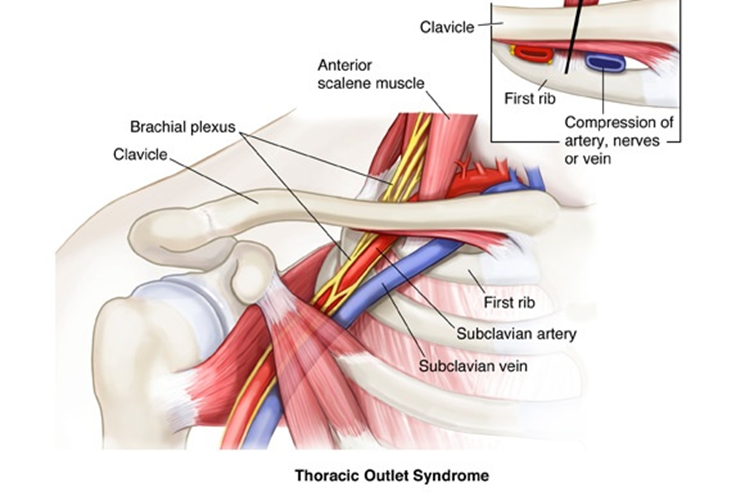 Clavicle
Anterior
scalene muscle
First rib
Compression of
artery, nerves
or vein
Brachial plexus
Clavicle
First rib
Subclavian artery
Subclavian vein
Thoracic Outlet Syndrome